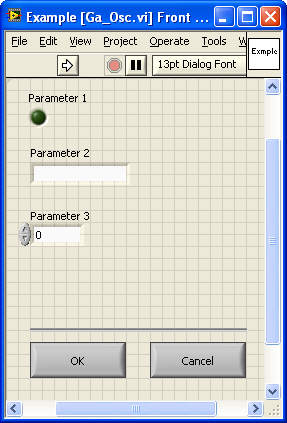 Example [Ga_Osc.vi] Front ...
File Edit View Project Operate Tools W
13pt Dialog Font
Exmple
Parameter 1
Parameter 2
Parameter 3
0
OK Cancel